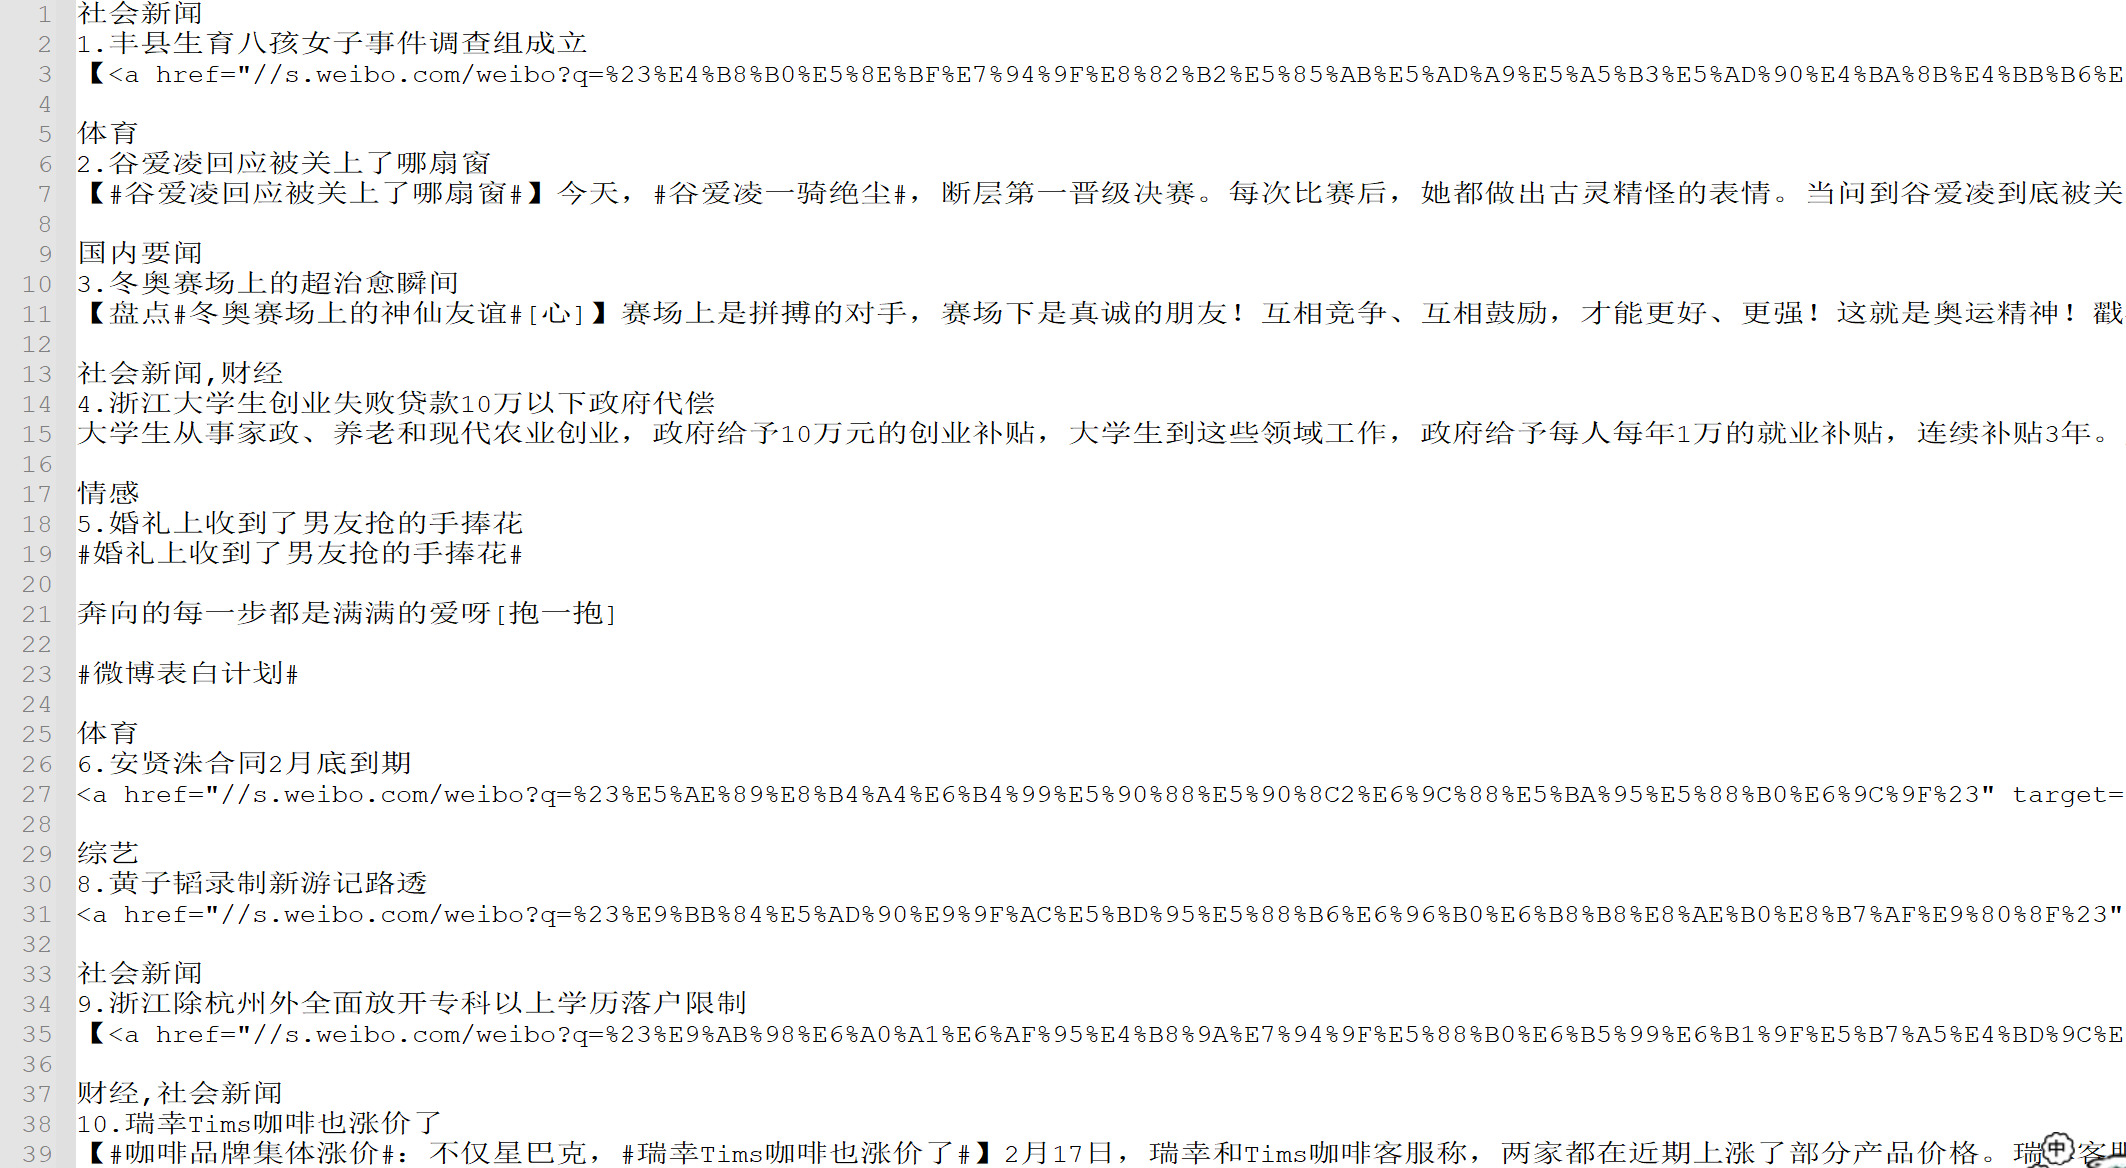 1 社会新闻
2 1.丰县生育八孩女子事件调查组成立
3 【<a href="//s.weibo.com/weibo?q=%23%E4%B8%B0%E5%8E%BF%E7%94%9F%E8%82%B2%E5%85%AB%E5%AD%A9%E5%A5%B3%E5%AD%90%E4%BA%8B%E4%BB%B6%E
4
5 体育
6 2.谷爱凌回应被关上了哪扇窗
7 【#谷爱凌回应被关上了哪扇窗#】今天，#谷爱凌一骑绝尘#，断层第一晋级决赛。每次比赛后，她都做出古灵精怪的表情。当问到谷爱凌到底被关
8
9 国内要闻
10 3.冬奥赛场上的超治愈瞬间
11 【盘点#冬奥赛场上的神仙友谊#[心]】赛场上是拼搏的对手，赛场下是真诚的朋友！互相竞争、互相鼓励，才能更好、更强！这就是奥运精神！戳
12
13 社会新闻,财经
14 4.浙江大学生创业失败贷款10万以下政府代偿
15 大学生从事家政、养老和现代农业创业，政府给予10万元的创业补贴，大学生到这些领域工作，政府给予每人每年1万的就业补贴，连续补贴3年。
16
17 情感
18 5.婚礼上收到了男友抢的手捧花
19 #婚礼上收到了男友抢的手捧花#
20
21 奔向的每一步都是满满的爱呀[抱一抱]
22
23 #微博表白计划#
24
25 体育
26 6.安贤洙合同2月底到期
27 <a href="//s.weibo.com/weibo?q=%23%E5%AE%89%E8%B4%A4%E6%B4%99%E5%90%88%E5%90%8C2%E6%9C%88%E5%BA%95%E5%88%B0%E6%9C%9F%23" target=
28
29 综艺
30 8.黄子韬录制新游记路透
31 <a href="//s.weibo.com/weibo?q=%23%E9%BB%84%E5%AD%90%E9%9F%AC%E5%BD%95%E5%88%B6%E6%96%B0%E6%B8%B8%E8%AE%B0%E8%B7%AF%E9%80%8F%23"
32
33 社会新闻
34 9.浙江除杭州外全面放开专科以上学历落户限制
35 【<a href="//s.weibo.com/weibo?q=%23%E9%AB%98%E6%A0%A1%E6%AF%95%E4%B8%9A%E7%94%9F%E5%88%B0%E6%B5%99%E6%B1%9F%E5%B7%A5%E4%BD%9C%E
36
37 财经,社会新闻
38 10.瑞幸Tims咖啡也涨价了
39 【#咖啡品牌集体涨价#：不仅星巴克，#瑞幸Tims咖啡也涨价了#】2月17日，瑞幸和Tims咖啡客服称，两家都在近期上涨了部分产品价格。瑞 客
中